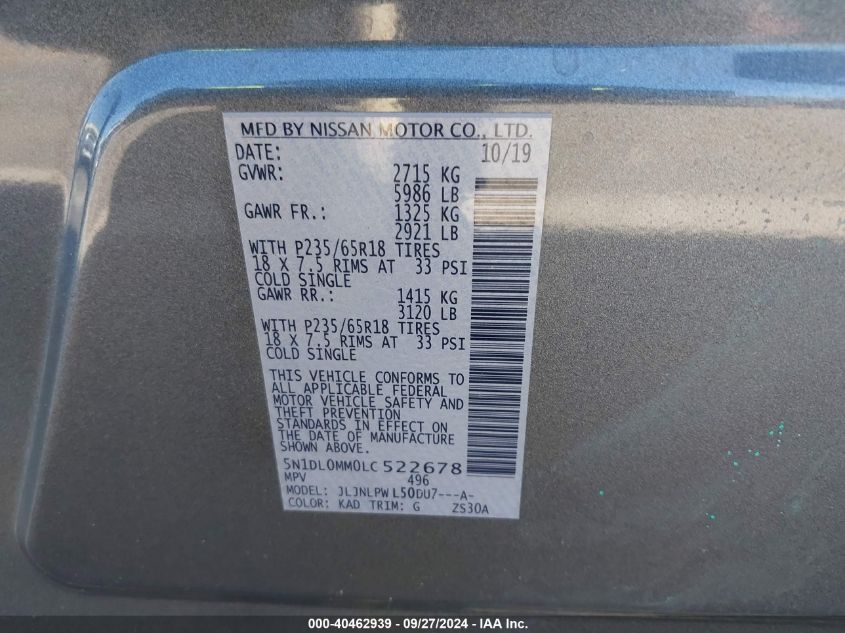 MFD BY NISSAN MOTOR CO., LTD.
DATE: 10/19
GVWR: 2715 KG
5986 LB
GAWR FR.: 1325 KG
2921 LB
WITH P235/65R18 TIRES
18 X 7.5 RIMS AT 33 PSI
COLD SINGLE
GAWR RR.: 1415 KG
3120 LB
WITH P235/65R18 TIRES
18 X 7.5 RIMS AT 33 PSI
COLD SINGLE
THIS VEHICLE CONFORMS TO
ALL APPLICABLE FEDERAL
MOTOR VEHICLE SAFETY AND
THEFT PREVENTION
STANDARDS IN EFFECT ON
THE DATE OF MANUFACTURE
SHOWN ABOVE.
5N1DL0MM0LC522678
MPV 496
MODEL: JLJNLPW L50DU7---A-
COLOR: KAD TRIM: G ZS30A
000-40462939 - 09/27/2024 - IAA Inc.